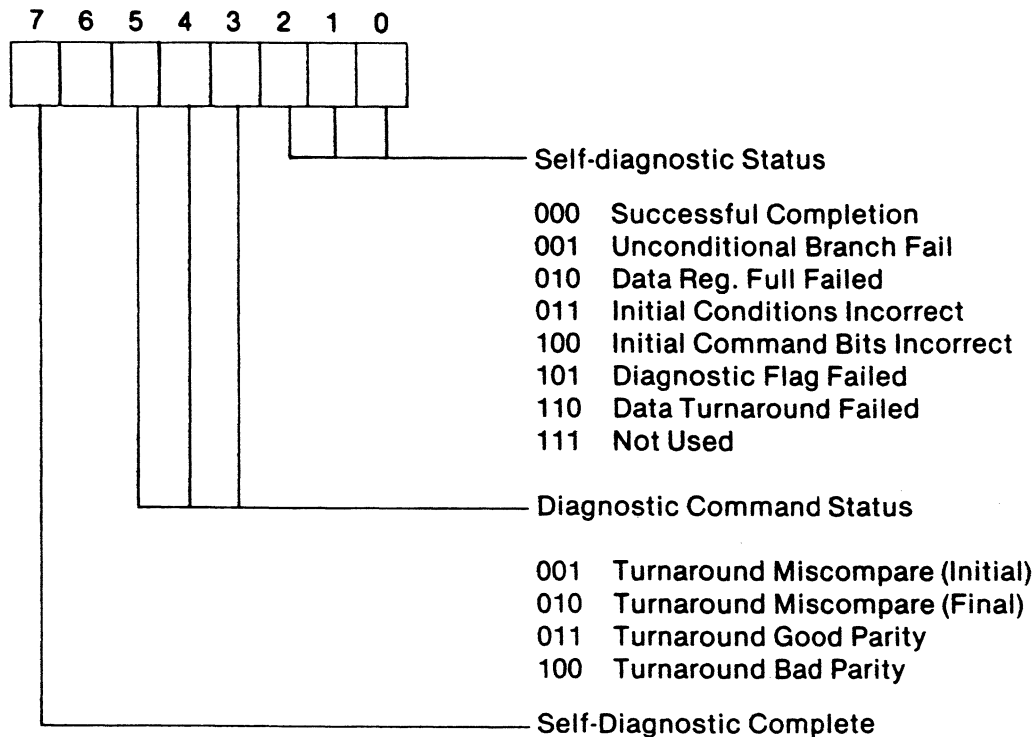 7 6 5 4 3 2 1 0
Self-diagnostic Status
000 Successful Completion
001 Unconditional Branch Fail
010 Data Reg. Full Failed
011 Initial Conditions Incorrect
100 Initial Command Bits Incorrect
101 Diagnostic Flag Failed
110 Data Turnaround Failed
111 Not Used
Diagnostic Command Status
001 Turnaround Miscompare (Initial)
010 Turnaround Miscompare (Final)
011 Turnaround Good Parity
100 Turnaround Bad Parity
Self-Diagnostic Complete